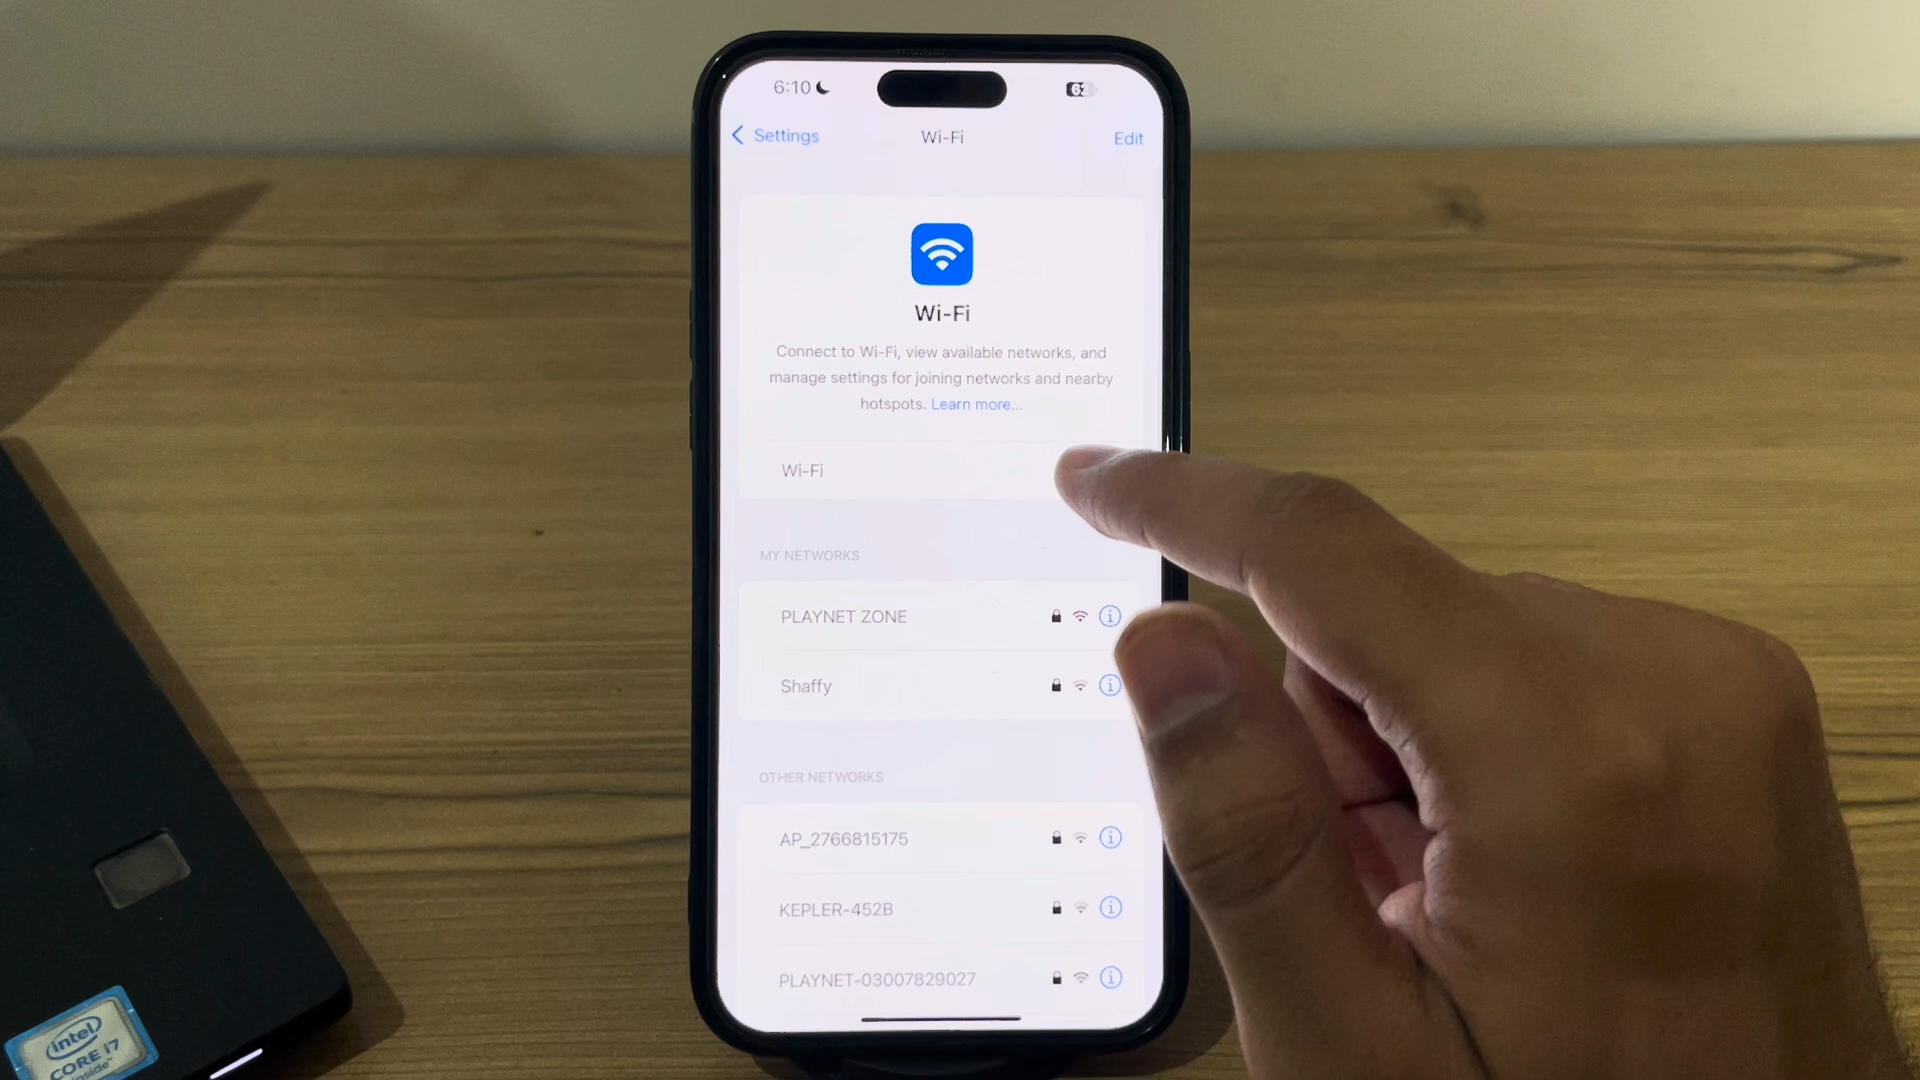 6:10
62
Settings
Wi-Fi
Edit
Wi-Fi
Connect to Wi-Fi, view available networks, and
manage settings for joining networks and nearby
hotspots. Learn more...
Wi-Fi
MY NETWORKS
PLAYNET ZONE
Shaffy
OTHER NETWORKS
AP_2766815175
KEPLER-452B
PLAYNET-03007829027
intel
CORE i7
inside™